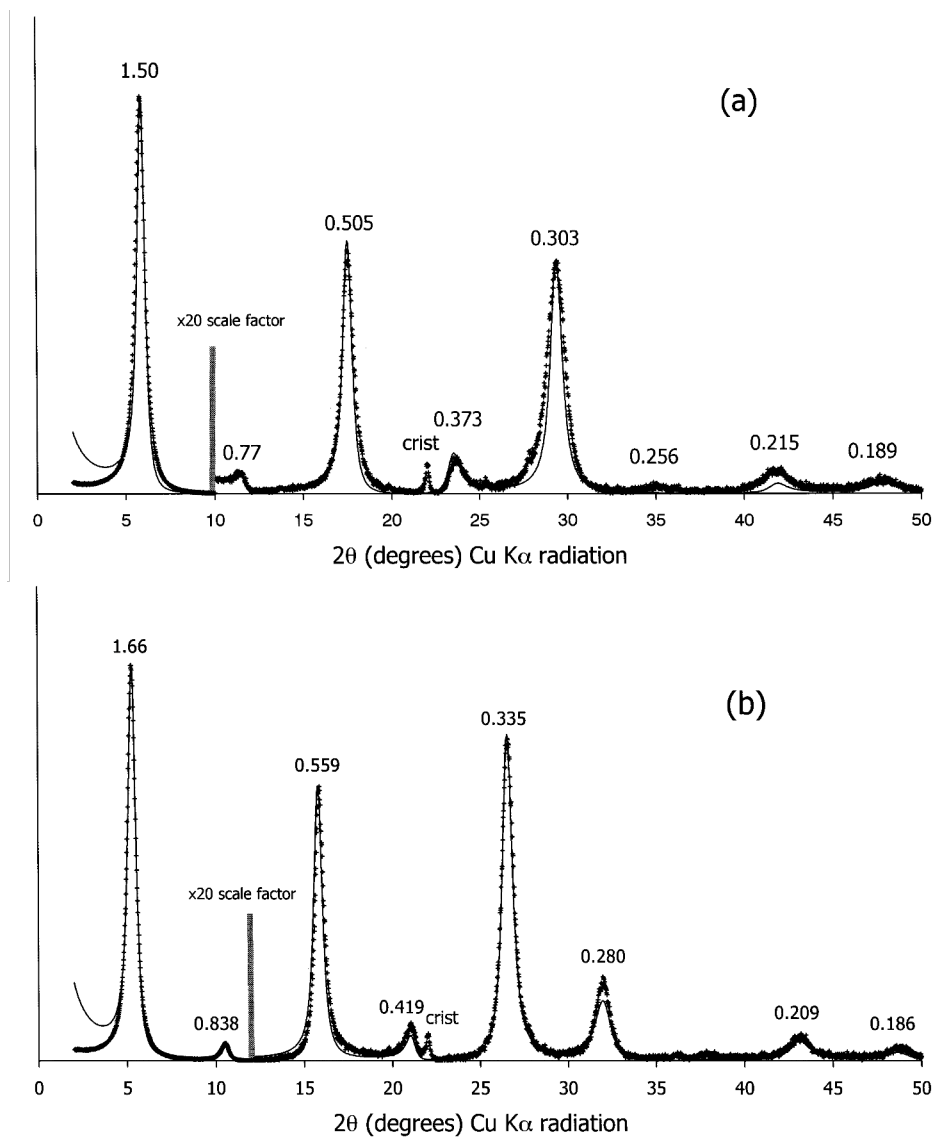 1.50
(a)
0.505
0.303
x20 scale factor
0.373
crist
0.77
0.256
0.215
0.189
0 5 10 15 20 25 30 35 40 45 50
2θ (degrees) Cu Kα radiation
1.66
(b)
0.335
0.559
x20 scale factor
0.280
0.419
crist
0.838
0.209
0.186
0 5 10 15 20 25 30 35 40 45 50
2θ (degrees) Cu Kα radiation